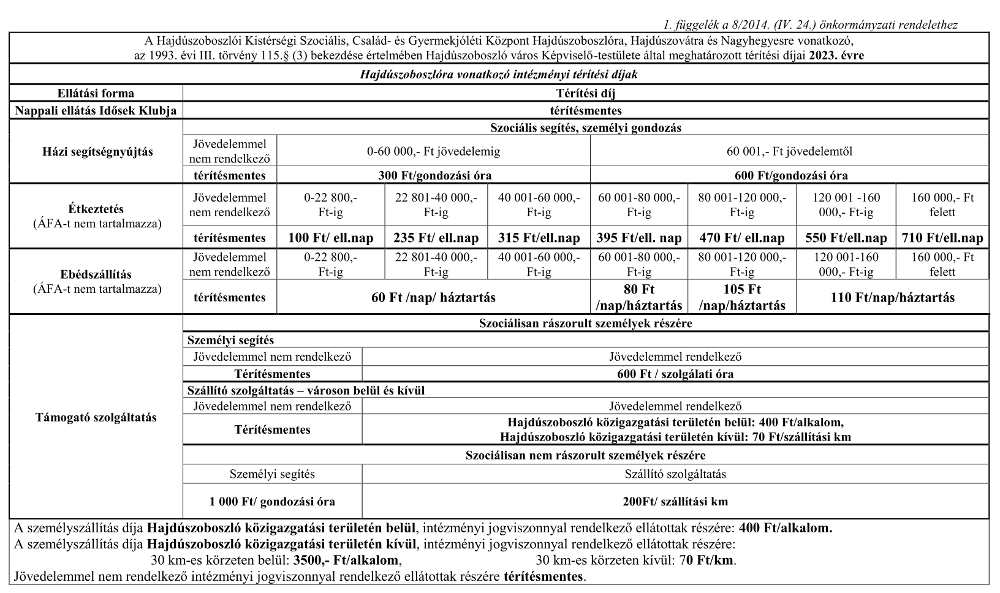 1. függelék a 8/2014. (IV. 24.) önkormányzati rendelethez
A Hajdúszoboszlói Kistérségi Szociális, Család- és Gyermekjóléti Központ Hajdúszoboszlóra, Hajdúszovátra és Nagyhegyesre vonatkozó,
az 1993. évi III. törvény 115.§ (3) bekezdése értelmében Hajdúszoboszló város Képviselő-testülete által meghatározott térítési díjai 2023. évre
Hajdúszoboszlóra vonatkozó intézményi térítési díjak
Ellátási forma
Térítési díj
Nappali ellátás Idősek Klubja
térítésmentes
Házi segítségnyújtás
Szociális segítés, személyi gondozás
Jövedelemmel
nem rendelkező
0-60 000,- Ft jövedelemig
60 001,- Ft jövedelemtől
térítésmentes
300 Ft/gondozási óra
600 Ft/gondozási óra
Étkeztetés
(ÁFA-t nem tartalmazza)
Jövedelemmel
nem rendelkező
0-22 800,-
Ft-ig
22 801-40 000,-
Ft-ig
40 001-60 000,-
Ft-ig
60 001-80 000,-
Ft-ig
80 001-120 000,-
Ft-ig
120 001 -160
000,- Ft-ig
160 000,- Ft
felett
térítésmentes
100 Ft/ ell.nap
235 Ft/ ell.nap
315 Ft/ell.nap
395 Ft/ell. nap
470 Ft/ ell.nap
550 Ft/ell.nap
710 Ft/ell.nap
Ebédszállítás
(ÁFA-t nem tartalmazza)
Jövedelemmel
nem rendelkező
0-22 800,-
Ft-ig
22 801-40 000,-
Ft-ig
40 001-60 000,-
Ft-ig
60 001-80 000,-
Ft-ig
80 001-120 000,-
Ft-ig
120 001-160
000,- Ft-ig
160 000,- Ft
felett
térítésmentes
60 Ft /nap/ háztartás
80 Ft
/nap/háztartás
105 Ft
/nap/háztartás
110 Ft/nap/háztartás
Támogató szolgáltatás
Szociálisan rászorult személyek részére
Személyi segítés
Jövedelemmel nem rendelkező
Jövedelemmel rendelkező
Térítésmentes
600 Ft / szolgálati óra
Szállító szolgáltatás – városon belül és kívül
Jövedelemmel nem rendelkező
Jövedelemmel rendelkező
Térítésmentes
Hajdúszoboszló közigazgatási területén belül: 400 Ft/alkalom,
Hajdúszoboszló közigazgatási területén kívül: 70 Ft/szállítási km
Szociálisan nem rászorult személyek részére
Személyi segítés
Szállító szolgáltatás
1 000 Ft/ gondozási óra
200Ft/ szállítási km
A személyszállítás díja Hajdúszoboszló közigazgatási területén belül, intézményi jogviszonnyal rendelkező ellátottak részére: 400 Ft/alkalom.
A személyszállítás díja Hajdúszoboszló közigazgatási területén kívül, intézményi jogviszonnyal rendelkező ellátottak részére:
30 km-es körzeten belül: 3500,- Ft/alkalom, 30 km-es körzeten kívül: 70 Ft/km.
Jövedelemmel nem rendelkező intézményi jogviszonnyal rendelkező ellátottak részére térítésmentes.